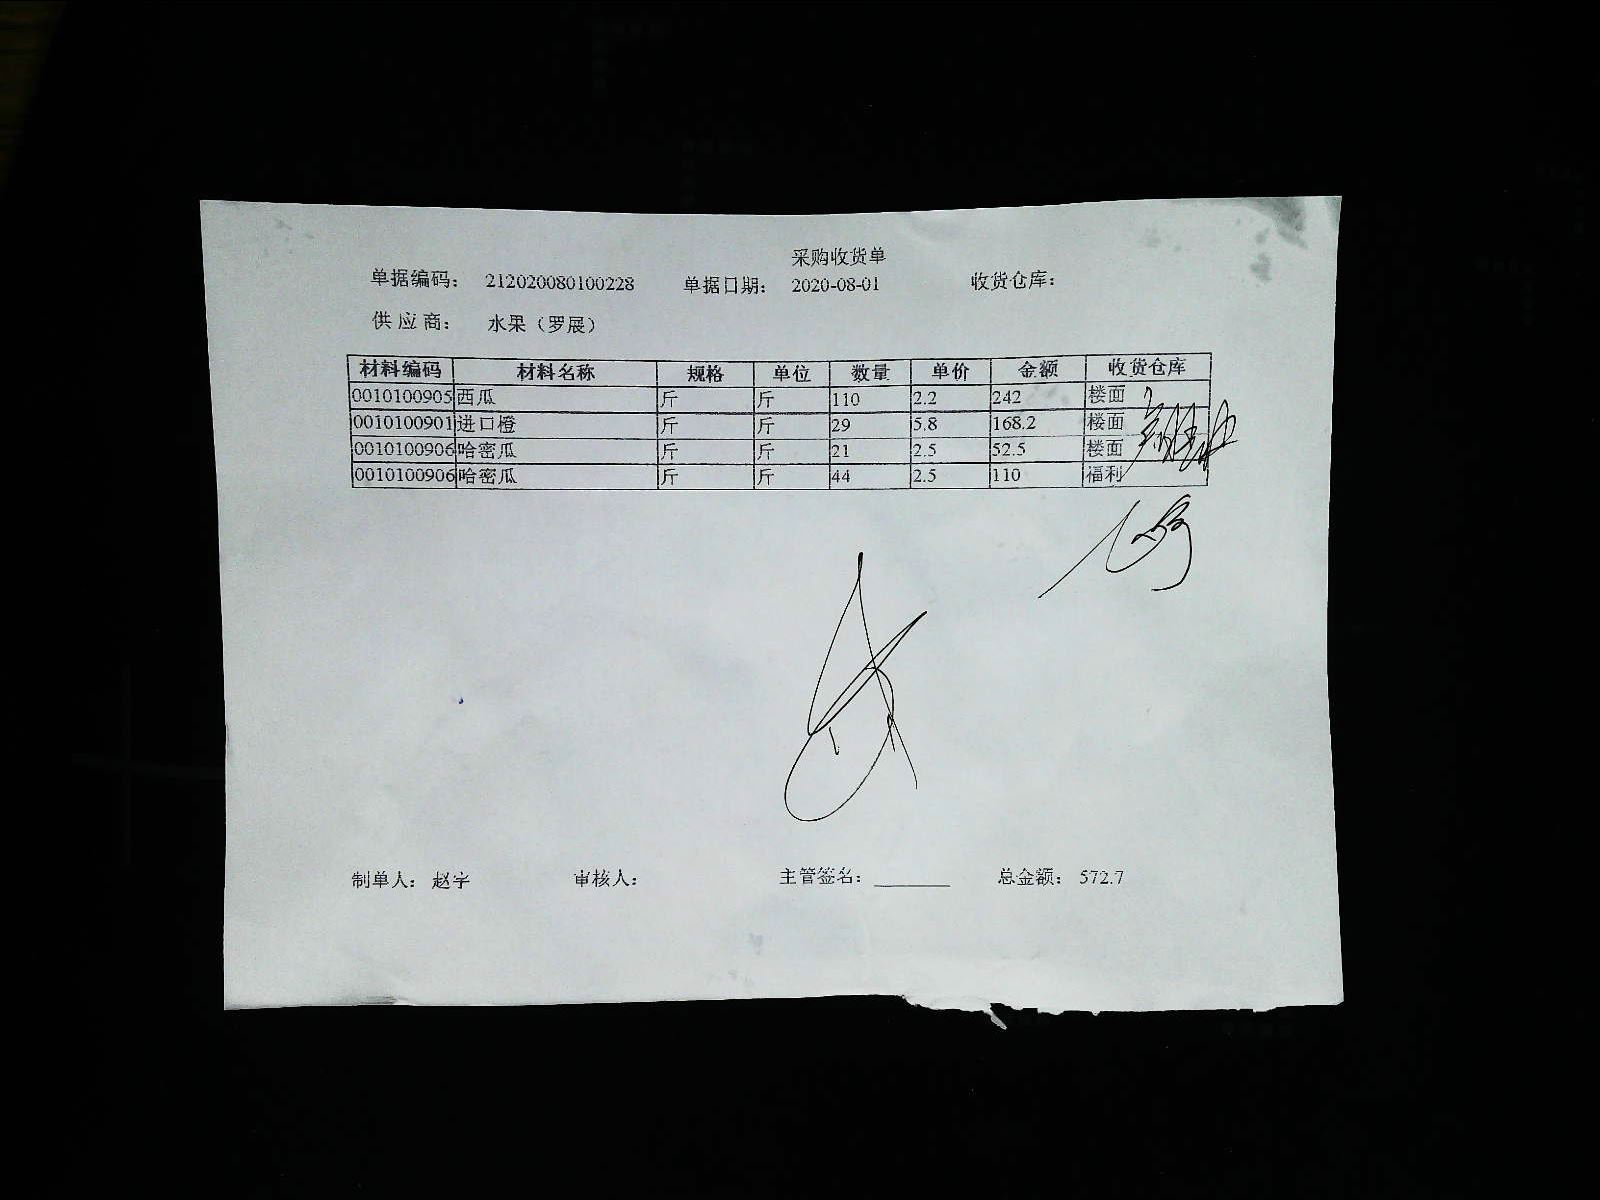 采购收货单
单据编码： 212020080100228 单据日期： 2020-08-01 收货仓库：
供应商： 水果（罗展）
材料编码 材料名称 规格 单位 数量 单价 金额 收货仓库
0010100905 西瓜 斤 斤 110 2.2 242 楼面
0010100901 进口橙 斤 斤 29 5.8 168.2 楼面
0010100906 哈密瓜 斤 斤 21 2.5 52.5 楼面
0010100906 哈密瓜 斤 斤 44 2.5 110 福利
制单人： 赵宇 审核人： 主管签名： 总金额： 572.7